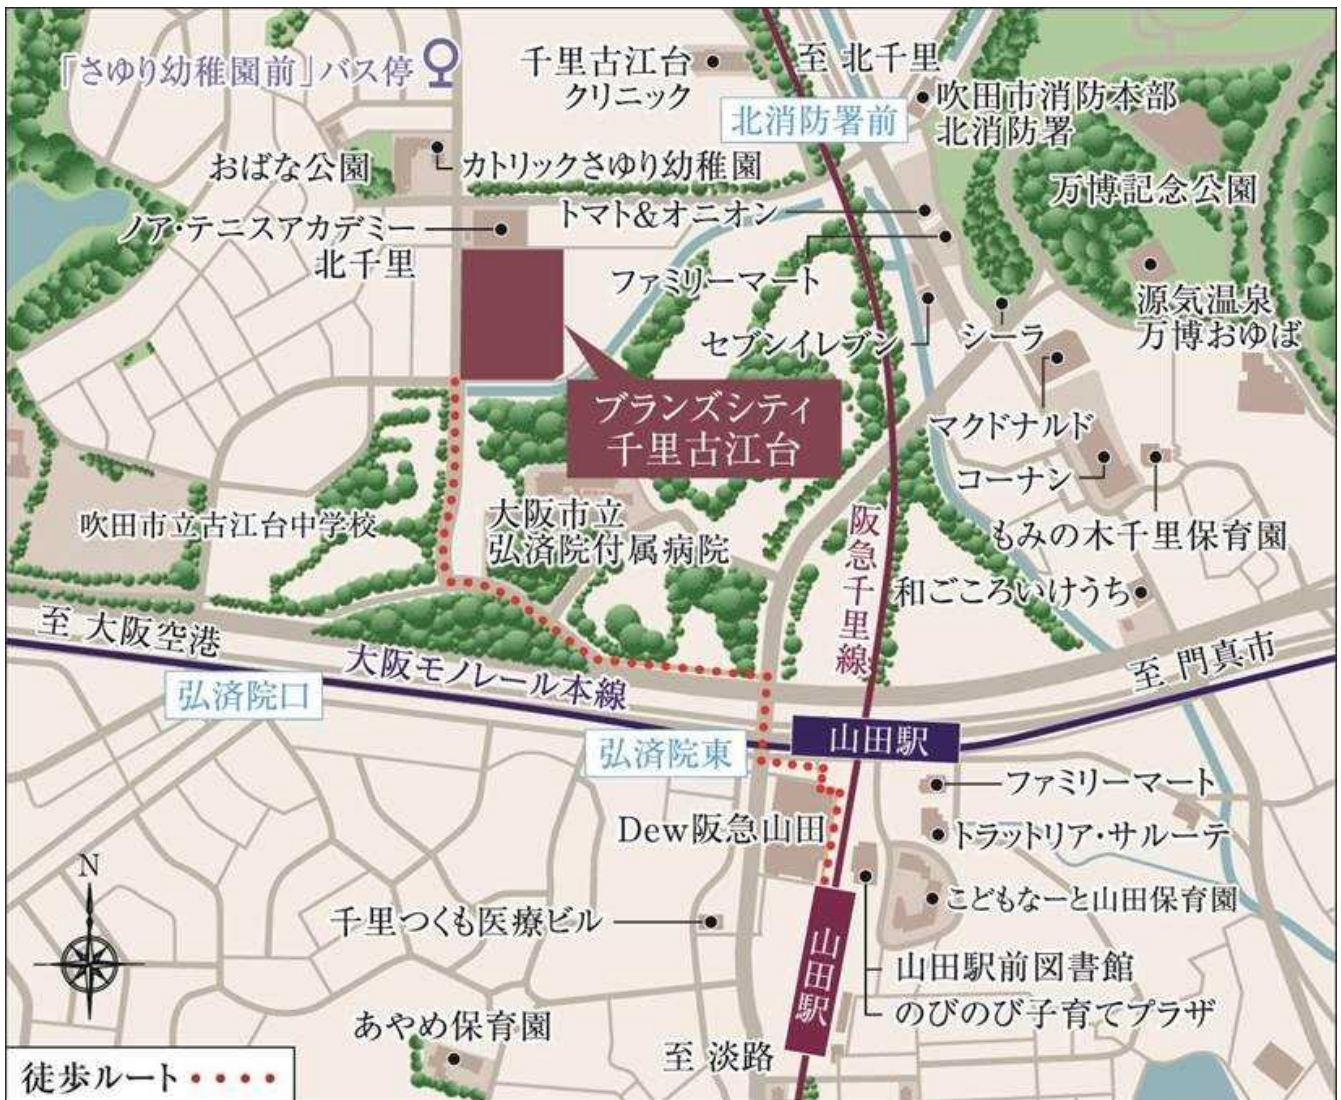 「さゆり幼稚園前」バス停
千里古江台
クリニック
至 北千里
北消防署前
吹田市消防本部
北消防署
おばな公園
カトリックさゆり幼稚園
万博記念公園
ノア・テニスアカデミー
北千里
トマト&オニオン
ファミリーマート
セブンイレブン
シーラ
源気温泉
万博おゆば
ブランズシティ
千里古江台
マクドナルド
コーナン
もみの木千里保育園
吹田市立古江台中学校
大阪市立
弘済院付属病院
阪急千里線
和ごころいけうち
至 大阪空港
大阪モノレール本線
至 門真市
弘済院口
弘済院東
山田駅
ファミリーマート
Dew阪急山田
トラットリア・サルーテ
こどもなーと山田保育園
N
千里つくも医療ビル
山田駅
山田駅前図書館
のびのび子育てプラザ
あやめ保育園
至 淡路
徒歩ルート